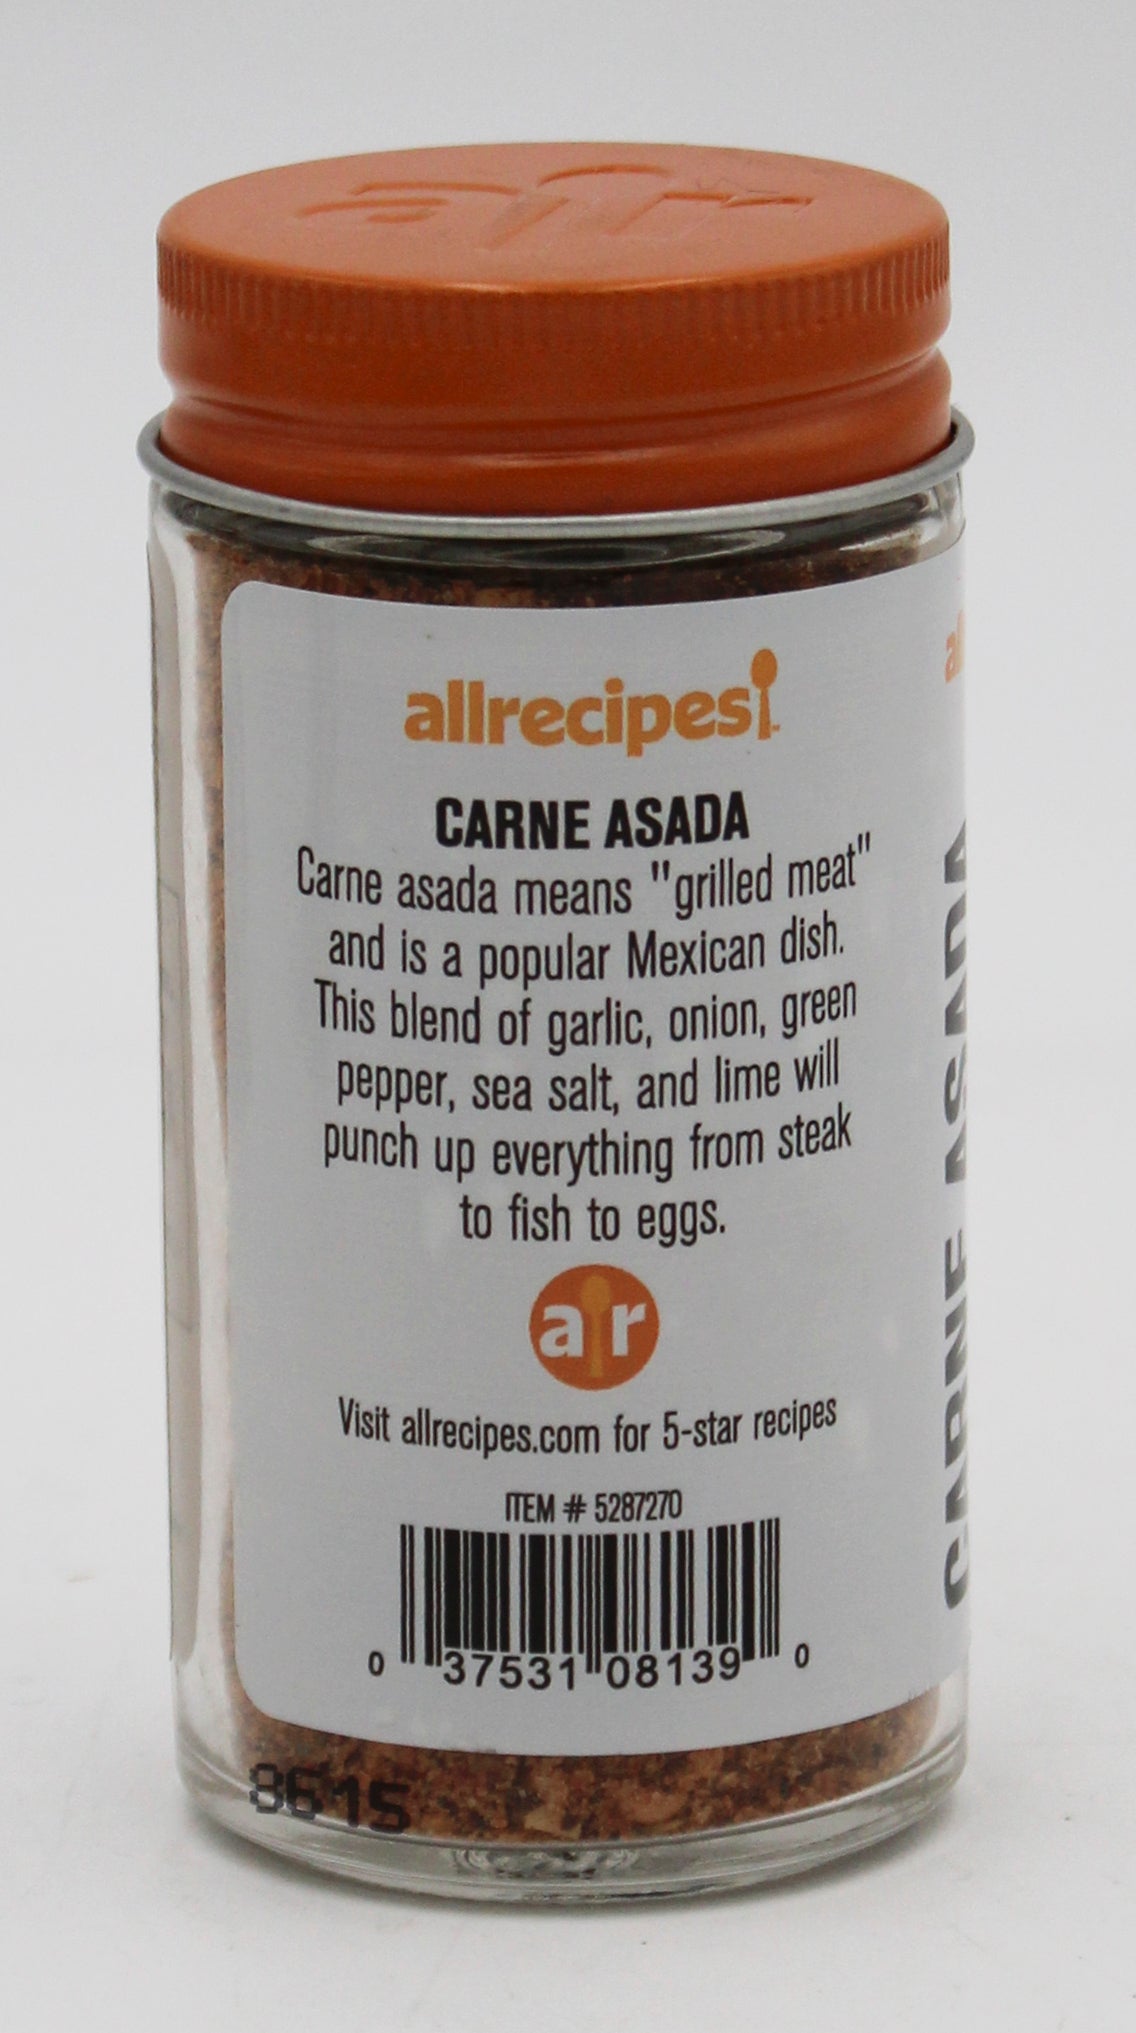 allrecipes
CARNE ASADA
Carne asada means "grilled meat"
and is a popular Mexican dish.
This blend of garlic, onion, green
pepper, sea salt, and lime will
punch up everything from steak
to fish to eggs.
ar
Visit allrecipes.com for 5-star recipes
ITEM # 5287270
0 37531 08139 0
8615
CARNE ASADA